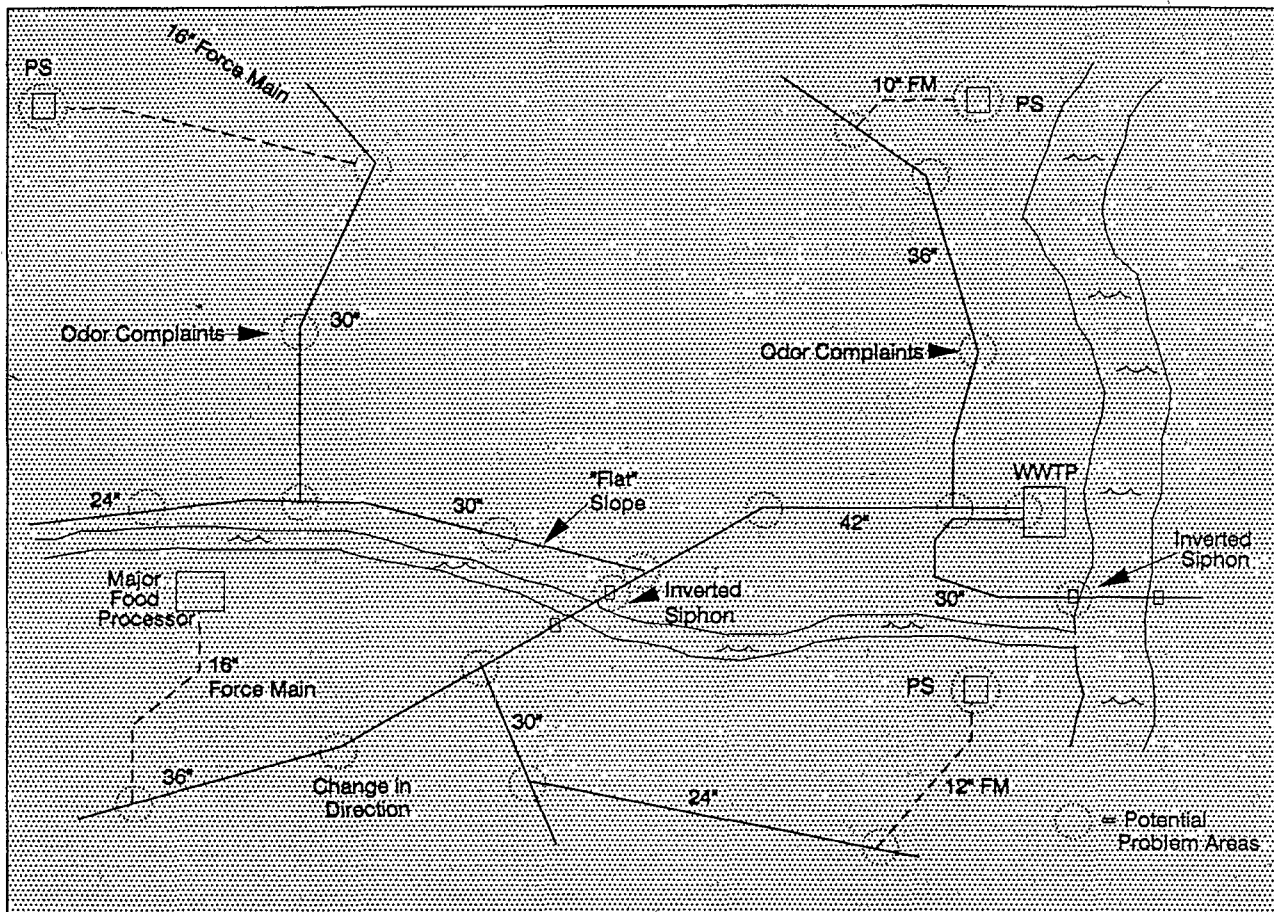 16" Force Main
PS
10" FM
PS
36"
Odor Complaints
30"
Odor Complaints
WWTP
24"
30"
"Flat"
Slope
42"
Inverted
Siphon
Major
Food
Processor
Inverted
Siphon
30"
16"
Force Main
PS
30"
36"
Change in
Direction
24"
12" FM
= Potential
Problem Areas